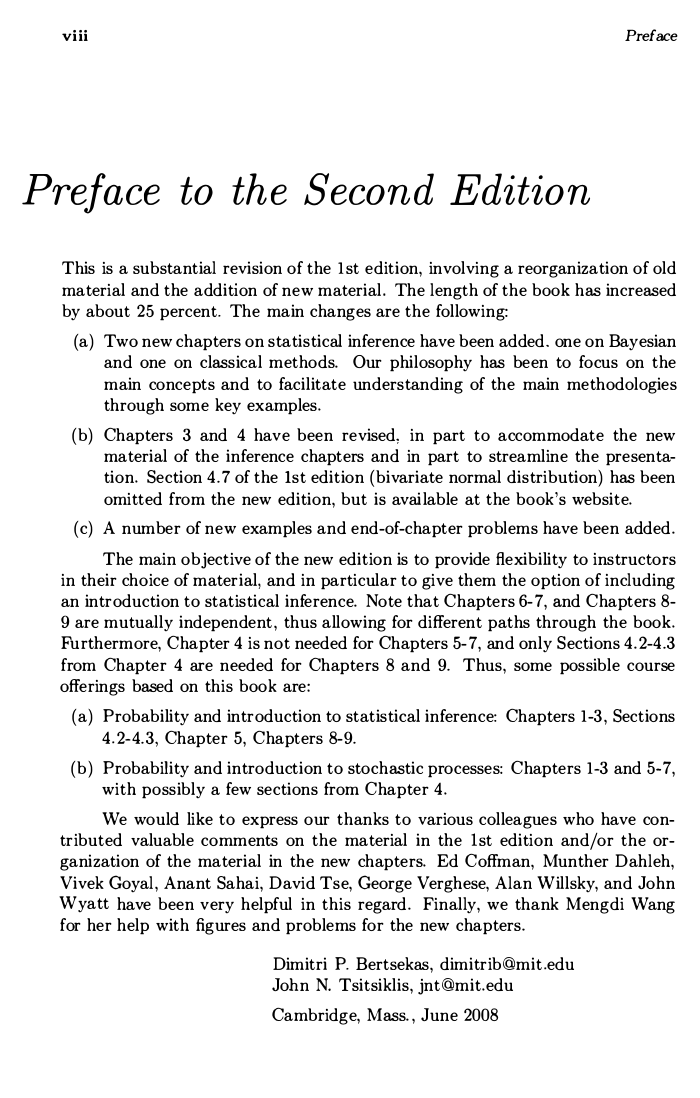 viii Preface
Preface to the Second Edition
This is a substantial revision of the 1st edition, involving a reorganization of old
material and the addition of new material. The length of the book has increased
by about 25 percent. The main changes are the following:
(a) Two new chapters on statistical inference have been added. one on Bayesian
and one on classical methods. Our philosophy has been to focus on the
main concepts and to facilitate understanding of the main methodologies
through some key examples.
(b) Chapters 3 and 4 have been revised, in part to accommodate the new
material of the inference chapters and in part to streamline the presenta-
tion. Section 4.7 of the 1st edition (bivariate normal distribution) has been
omitted from the new edition, but is available at the book's website.
(c) A number of new examples and end-of-chapter problems have been added.
The main objective of the new edition is to provide flexibility to instructors
in their choice of material, and in particular to give them the option of including
an introduction to statistical inference. Note that Chapters 6-7, and Chapters 8-
9 are mutually independent, thus allowing for different paths through the book.
Furthermore, Chapter 4 is not needed for Chapters 5-7, and only Sections 4.2-4.3
from Chapter 4 are needed for Chapters 8 and 9. Thus, some possible course
offerings based on this book are:
(a) Probability and introduction to statistical inference: Chapters 1-3, Sections
4.2-4.3, Chapter 5, Chapters 8-9.
(b) Probability and introduction to stochastic processes: Chapters 1-3 and 5-7,
with possibly a few sections from Chapter 4.
We would like to express our thanks to various colleagues who have con-
tributed valuable comments on the material in the 1st edition and/or the or-
ganization of the material in the new chapters. Ed Coffman, Munther Dahleh,
Vivek Goyal, Anant Sahai, David Tse, George Verghese, Alan Willsky, and John
Wyatt have been very helpful in this regard. Finally, we thank Mengdi Wang
for her help with figures and problems for the new chapters.
Dimitri P. Bertsekas, dimitrib@mit.edu
John N. Tsitsiklis, jnt@mit.edu
Cambridge, Mass., June 2008